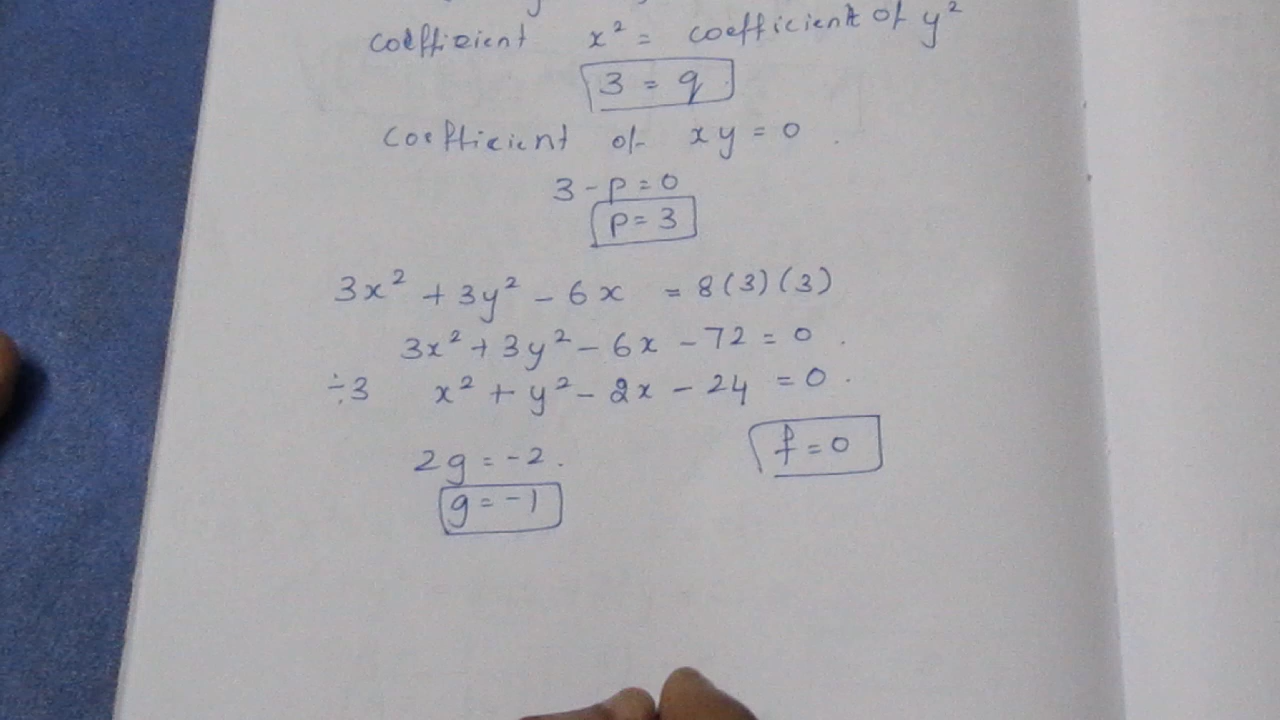 coefficient x² = coefficient of y²
3 = q
coefficient of xy = 0
3 - p = 0
p = 3
3x² + 3y² - 6x = 8(3)(3)
3x² + 3y² - 6x - 72 = 0.
÷3 x² + y² - 2x - 24 = 0.
2g = -2. f = 0
g = -1